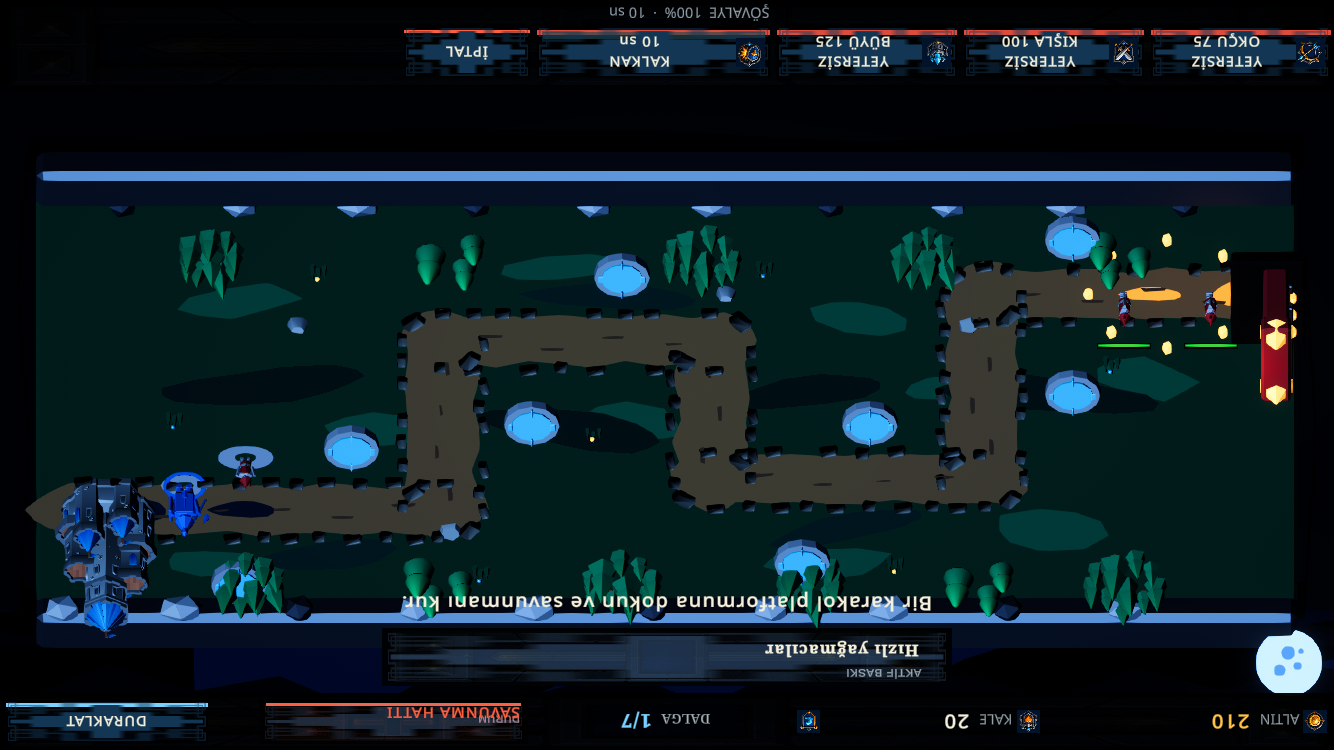 ALTIN 210
KALE 20
DALGA 1/7
DURUM
SAVUNMA HATTI
DURAKLAT
AKTİF BASKI
Hızlı yağmacılar
Bir karakol platformuna dokun ve savunmanı kur.
YETERSİZ
OKÇU 75
YETERSİZ
KIŞLA 100
YETERSİZ
BÜYÜ 125
KALKAN
10 sn
İPTAL
ŞÖVALYE 100% · 10 sn